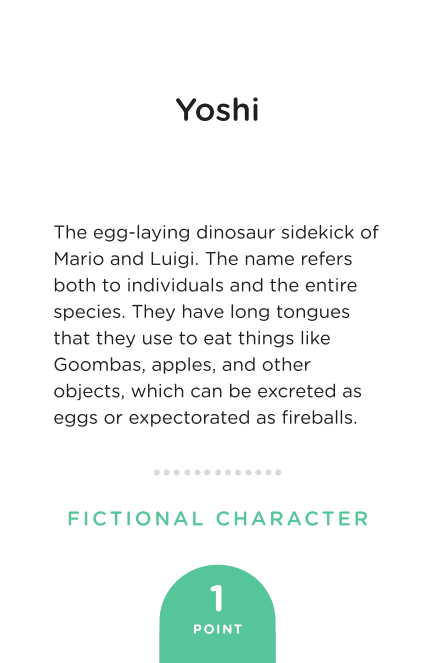 Yoshi
The egg-laying dinosaur sidekick of
Mario and Luigi. The name refers
both to individuals and the entire
species. They have long tongues
that they use to eat things like
Goombas, apples, and other
objects, which can be excreted as
eggs or expectorated as fireballs.
FICTIONAL CHARACTER
1
POINT